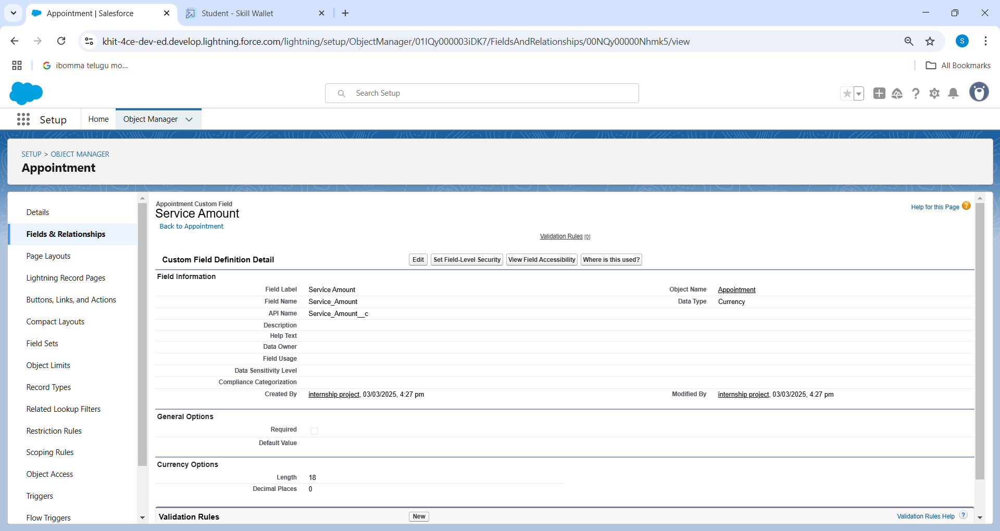 Appointment | Salesforce
Student - Skill Wallet
khit-4ce-dev-ed.develop.lightning.force.com/lightning/setup/ObjectManager/01IQy000003iDK7/FieldsAndRelationships/00NQy00000Nhmk5/view
S
ibomma telugu mo...
All Bookmarks
Search Setup
Setup
Home
Object Manager
SETUP > OBJECT MANAGER
Appointment
Details
Fields & Relationships
Page Layouts
Lightning Record Pages
Buttons, Links, and Actions
Compact Layouts
Field Sets
Object Limits
Record Types
Related Lookup Filters
Restriction Rules
Scoping Rules
Object Access
Triggers
Flow Triggers
Appointment Custom Field
Service Amount
Back to Appointment
Help for this Page ?
Validation Rules [0]
Custom Field Definition Detail
Edit
Set Field-Level Security
View Field Accessibility
Where is this used?
Field Information
Field Label Service Amount Object Name Appointment
Field Name Service_Amount Data Type Currency
API Name Service_Amount__c
Description
Help Text
Data Owner
Field Usage
Data Sensitivity Level
Compliance Categorization
Created By internship project, 03/03/2025, 4:27 pm Modified By internship project, 03/03/2025, 4:27 pm
General Options
Required
Default Value
Currency Options
Length 18
Decimal Places 0
Validation Rules New Validation Rules Help ?